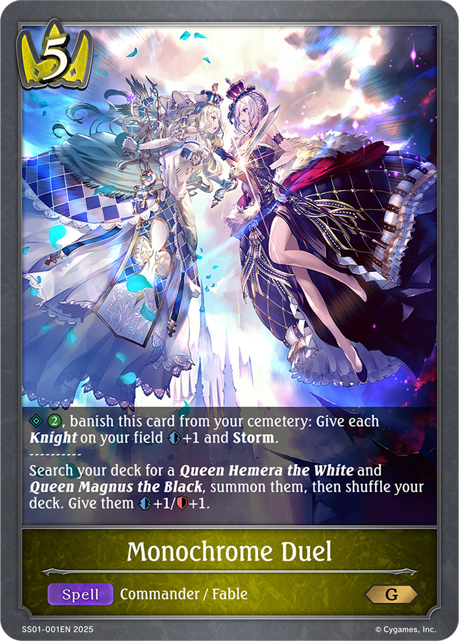 5
2, banish this card from your cemetery: Give each
Knight on your field +1 and Storm.
----------
Search your deck for a Queen Hemera the White and
Queen Magnus the Black, summon them, then shuffle your
deck. Give them +1/+1.
Monochrome Duel
Spell Commander / Fable G
SS01-001EN 2025 © Cygames, Inc.